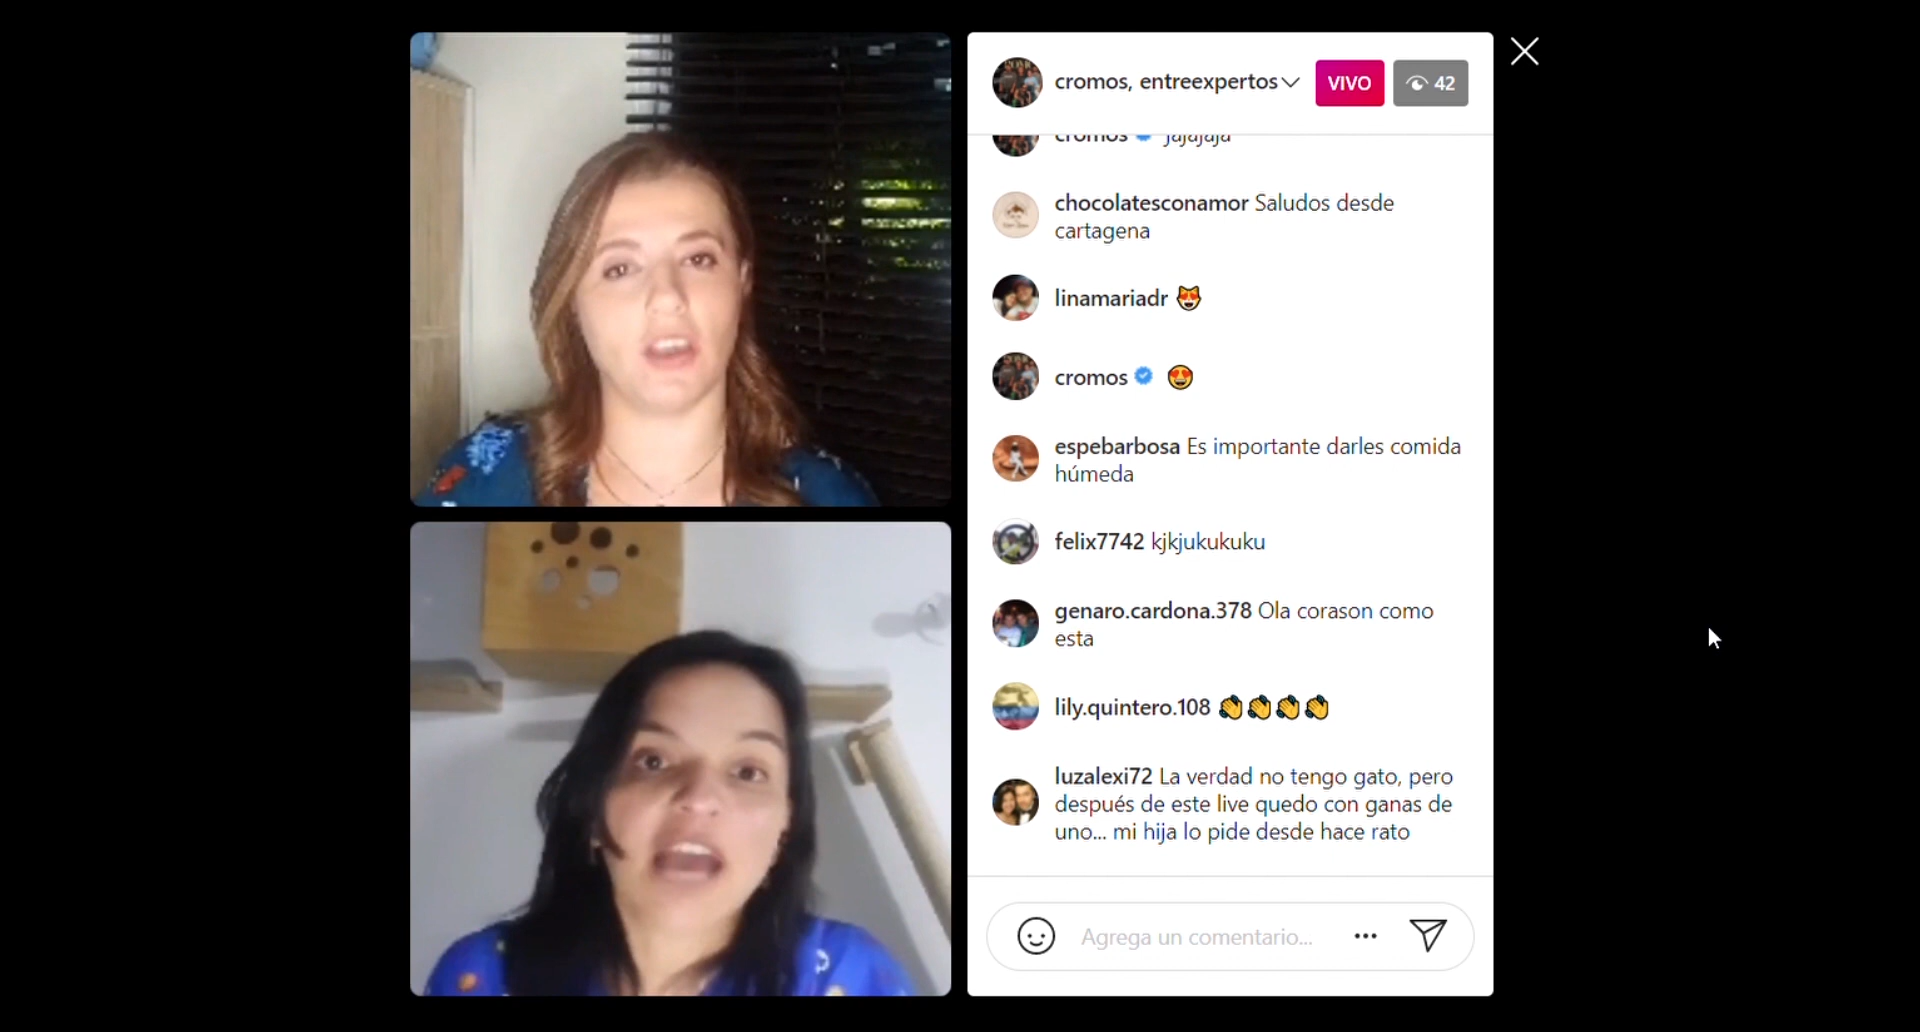 cromos, entreexpertos
VIVO
42
cromos jajajaja
chocolatesconamor Saludos desde
cartagena
linamariadr 😻
cromos 😍
espebarbosa Es importante darles comida
húmeda
felix7742 kjkjukukuku
genaro.cardona.378 Ola corason como
esta
lily.quintero.108 👏👏👏👏
luzalexi72 La verdad no tengo gato, pero
después de este live quedo con ganas de
uno... mi hija lo pide desde hace rato
Agrega un comentario...